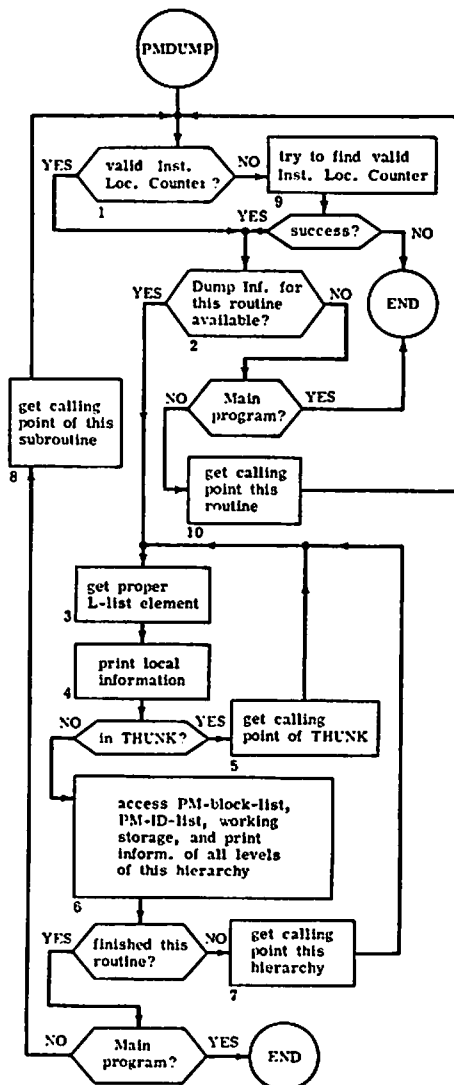 PMDUMP
YES
valid Inst.
Loc. Counter ?
NO
1
try to find valid
Inst. Loc. Counter
9
YES
success?
NO
YES
Dump Inf. for
this routine
available?
NO
2
END
get calling
point of this
subroutine
8
NO
Main
program?
YES
get calling
point this
routine
10
get proper
L-list element
3
print local
information
4
NO
in THUNK?
YES
get calling
point of THUNK
5
access PM-block-list,
PM-ID-list, working
storage, and print
inform. of all levels
of this hierarchy
6
YES
finished this
routine?
NO
get calling
point this
hierarchy
7
NO
Main
program?
YES
END